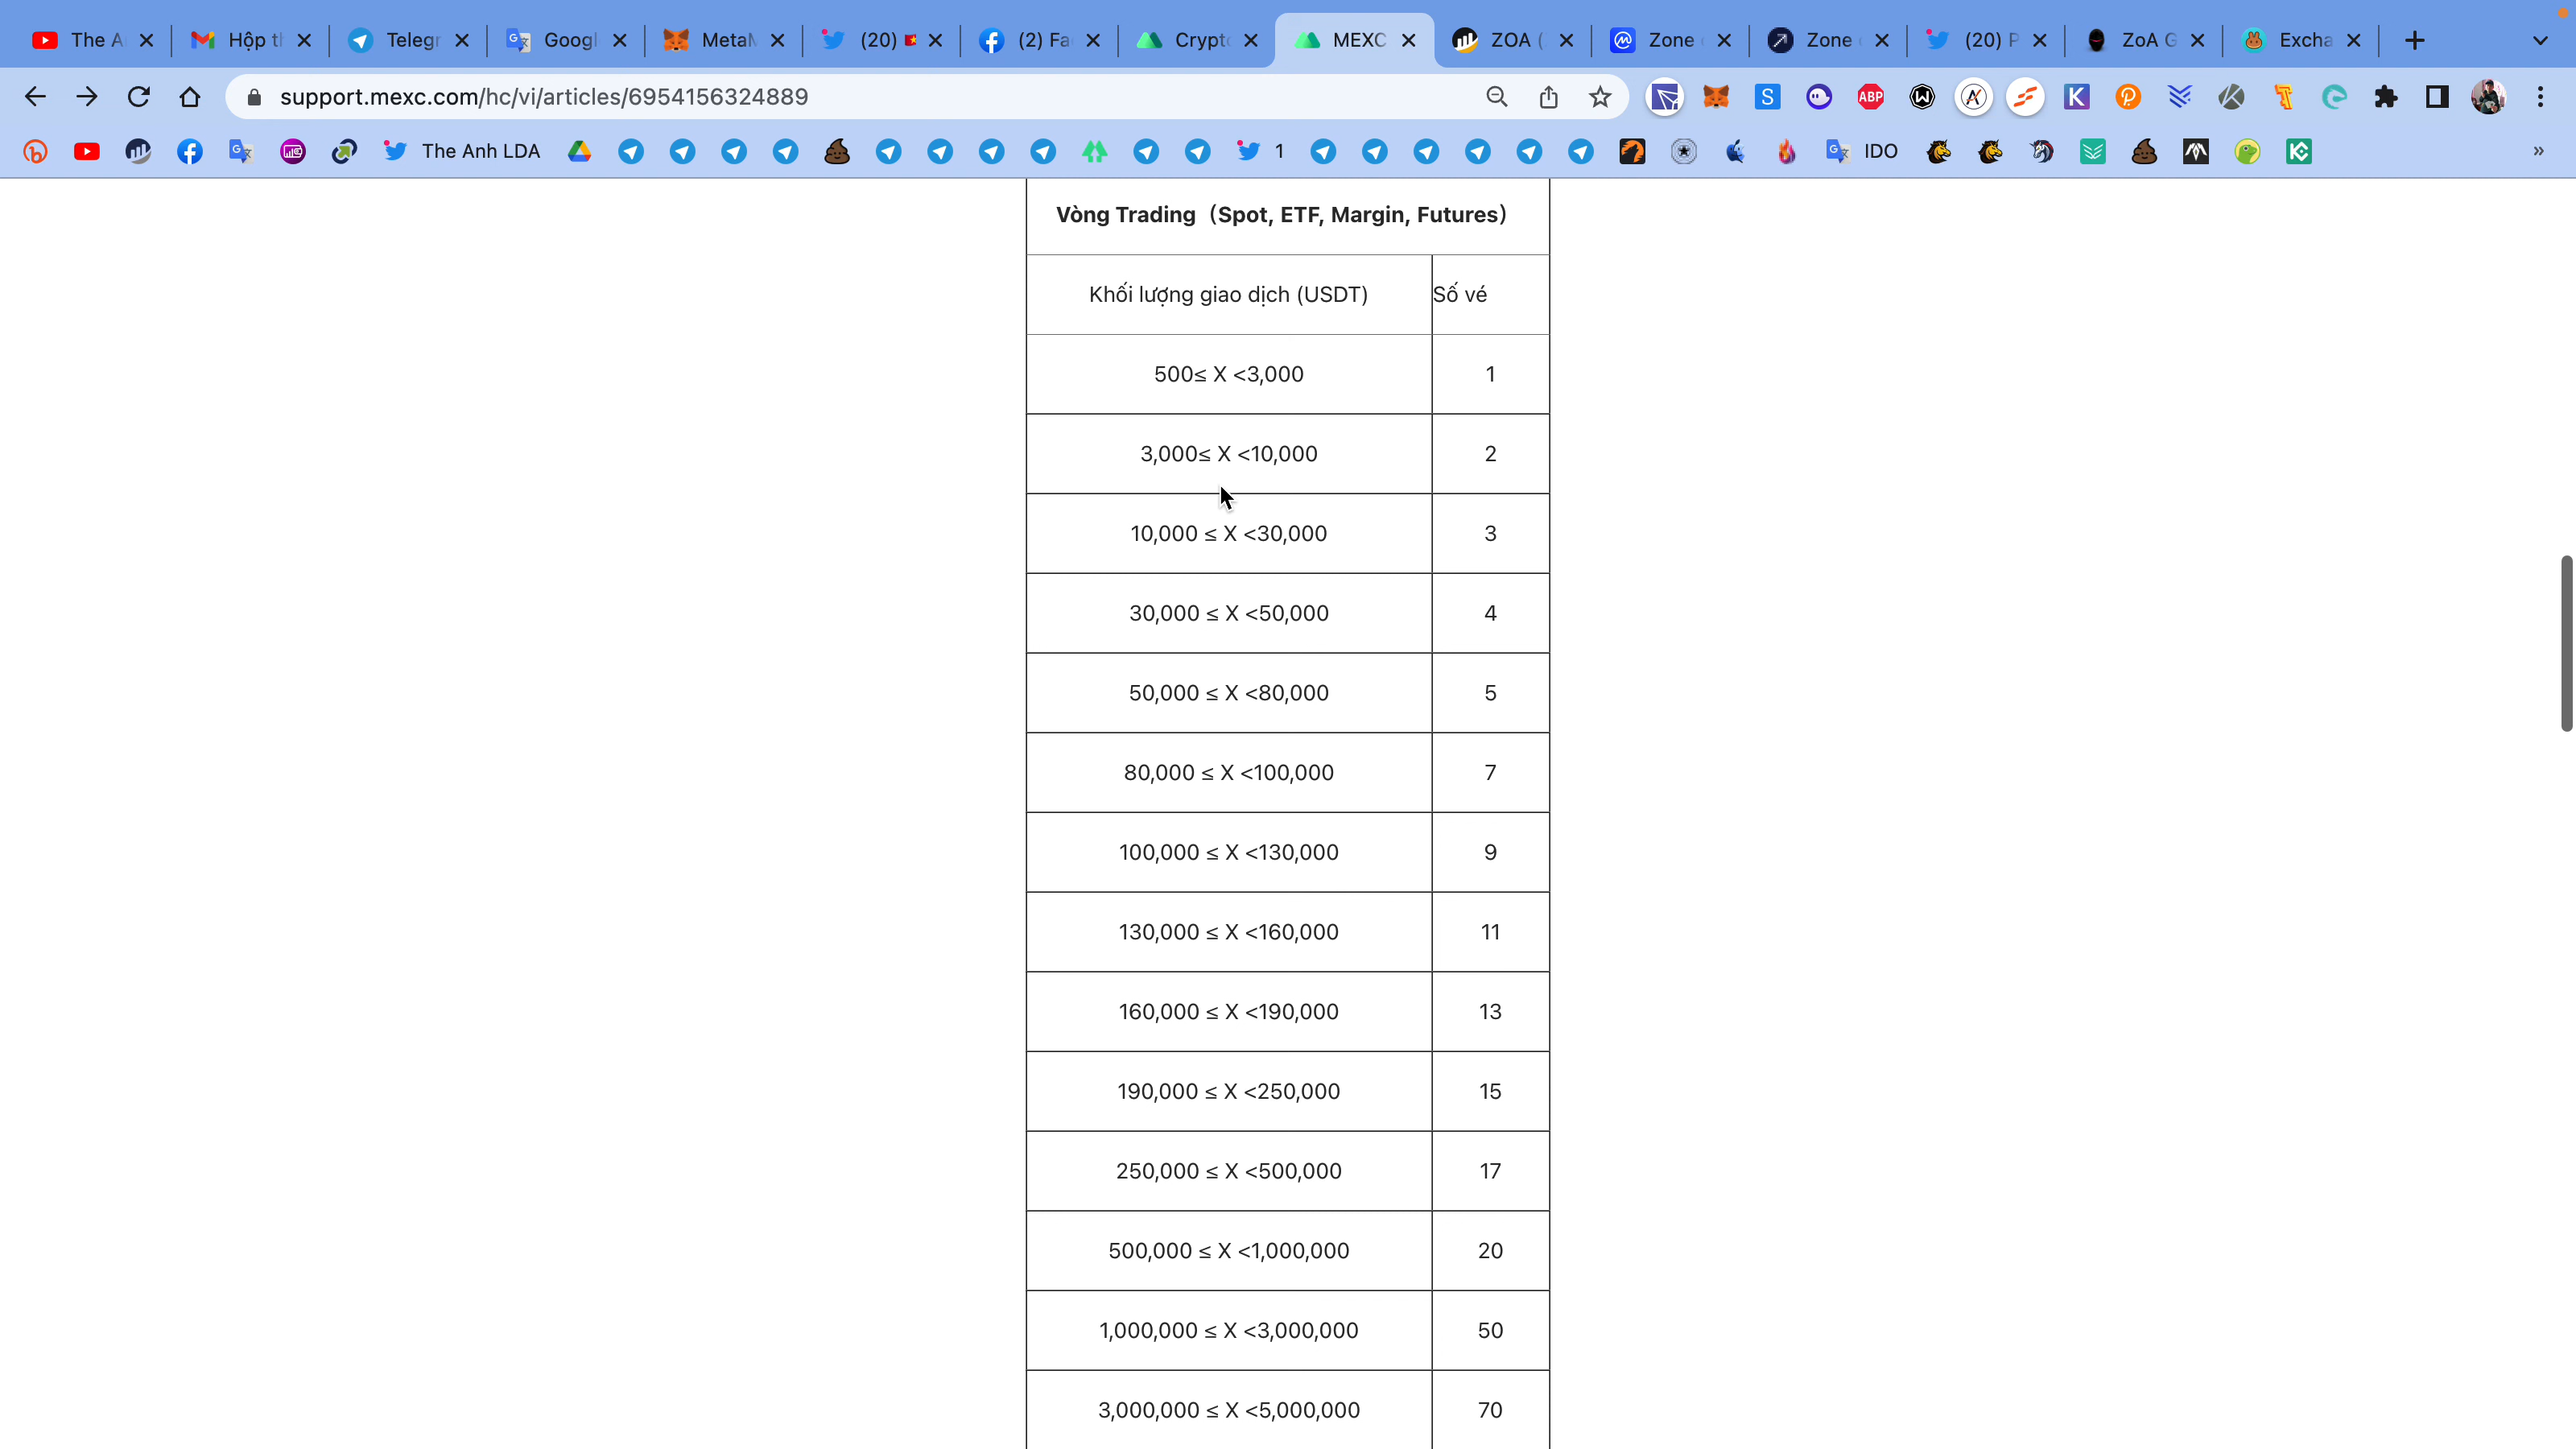 The A
Hộp th
Telegr
Googl
MetaM
(20)
(2) Fa
Crypto
MEXC
ZOA (
Zone
Zone
(20) P
ZoA G
Excha
support.mexc.com/hc/vi/articles/6954156324889
The Anh LDA
1
IDO
Vòng Trading（Spot, ETF, Margin, Futures）
Khối lượng giao dịch (USDT) Số vé
500≤ X <3,000 1
3,000≤ X <10,000 2
10,000 ≤ X <30,000 3
30,000 ≤ X <50,000 4
50,000 ≤ X <80,000 5
80,000 ≤ X <100,000 7
100,000 ≤ X <130,000 9
130,000 ≤ X <160,000 11
160,000 ≤ X <190,000 13
190,000 ≤ X <250,000 15
250,000 ≤ X <500,000 17
500,000 ≤ X <1,000,000 20
1,000,000 ≤ X <3,000,000 50
3,000,000 ≤ X <5,000,000 70